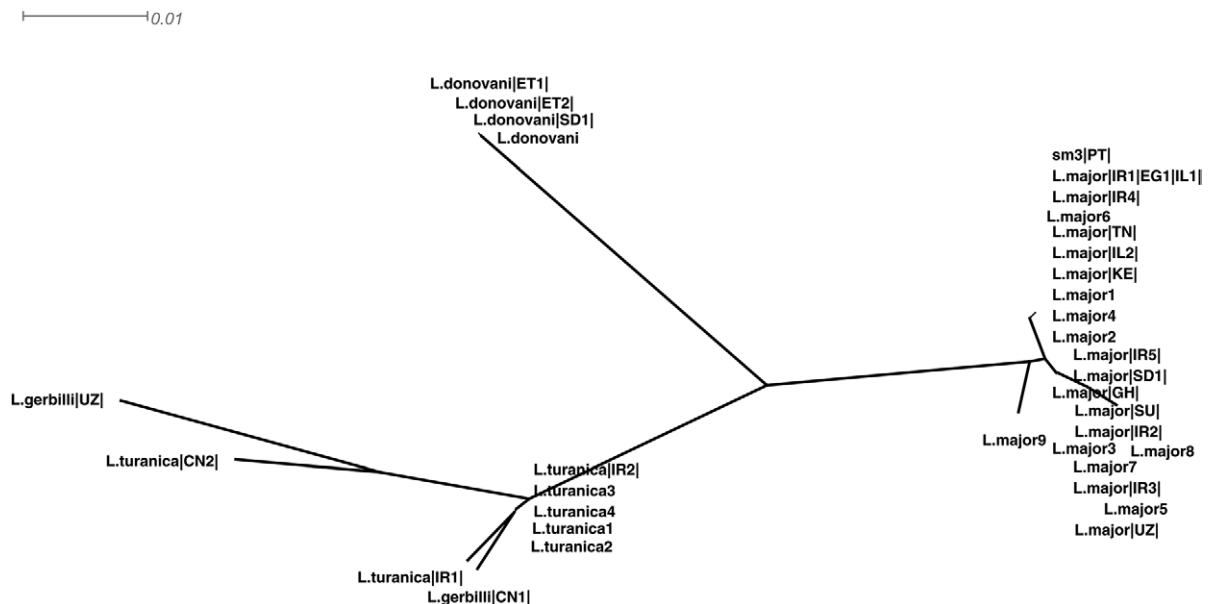 0.01
L.donovani|ET1|
L.donovani|ET2|
L.donovani|SD1|
L.donovani
sm3|PT|
L.major|IR1|EG1|IL1|
L.major|IR4|
L.major6
L.major|TN|
L.major|IL2|
L.major|KE|
L.major1
L.major4
L.major2
L.major|IR5|
L.major|SD1|
L.major|GH|
L.major|SU|
L.major|IR2|
L.major9
L.major3
L.major8
L.major7
L.major|IR3|
L.major5
L.major|UZ|
L.gerbilli|UZ|
L.turanica|CN2|
L.turanica|IR2|
L.turanica3
L.turanica4
L.turanica1
L.turanica2
L.turanica|IR1|
L.gerbilli|CN1|